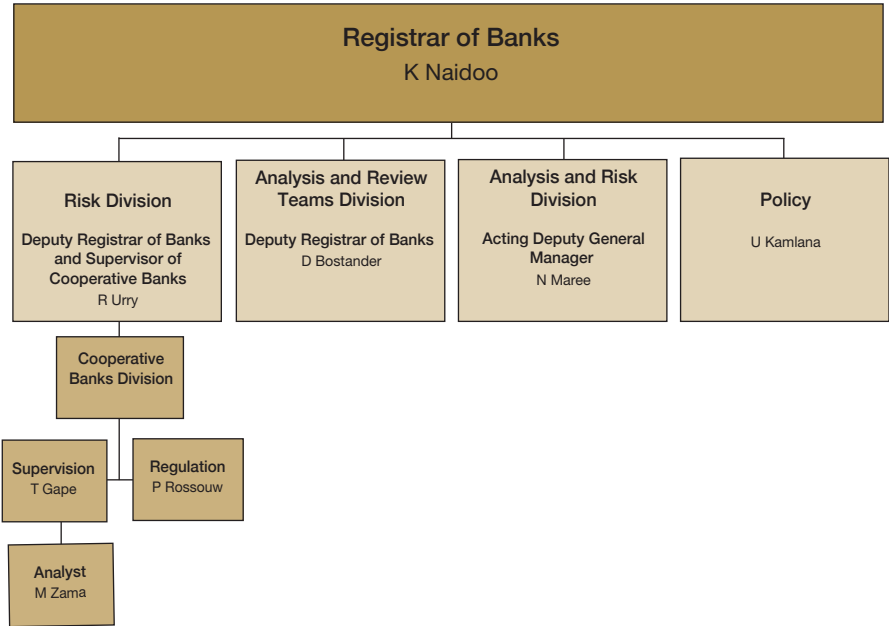 Registrar of Banks
K Naidoo
Risk Division
Deputy Registrar of Banks
and Supervisor of
Cooperative Banks
R Urry
Analysis and Review
Teams Division
Deputy Registrar of Banks
D Bostander
Analysis and Risk
Division
Acting Deputy General
Manager
N Maree
Policy
U Kamlana
Cooperative
Banks Division
Supervision
T Gape
Regulation
P Rossouw
Analyst
M Zama